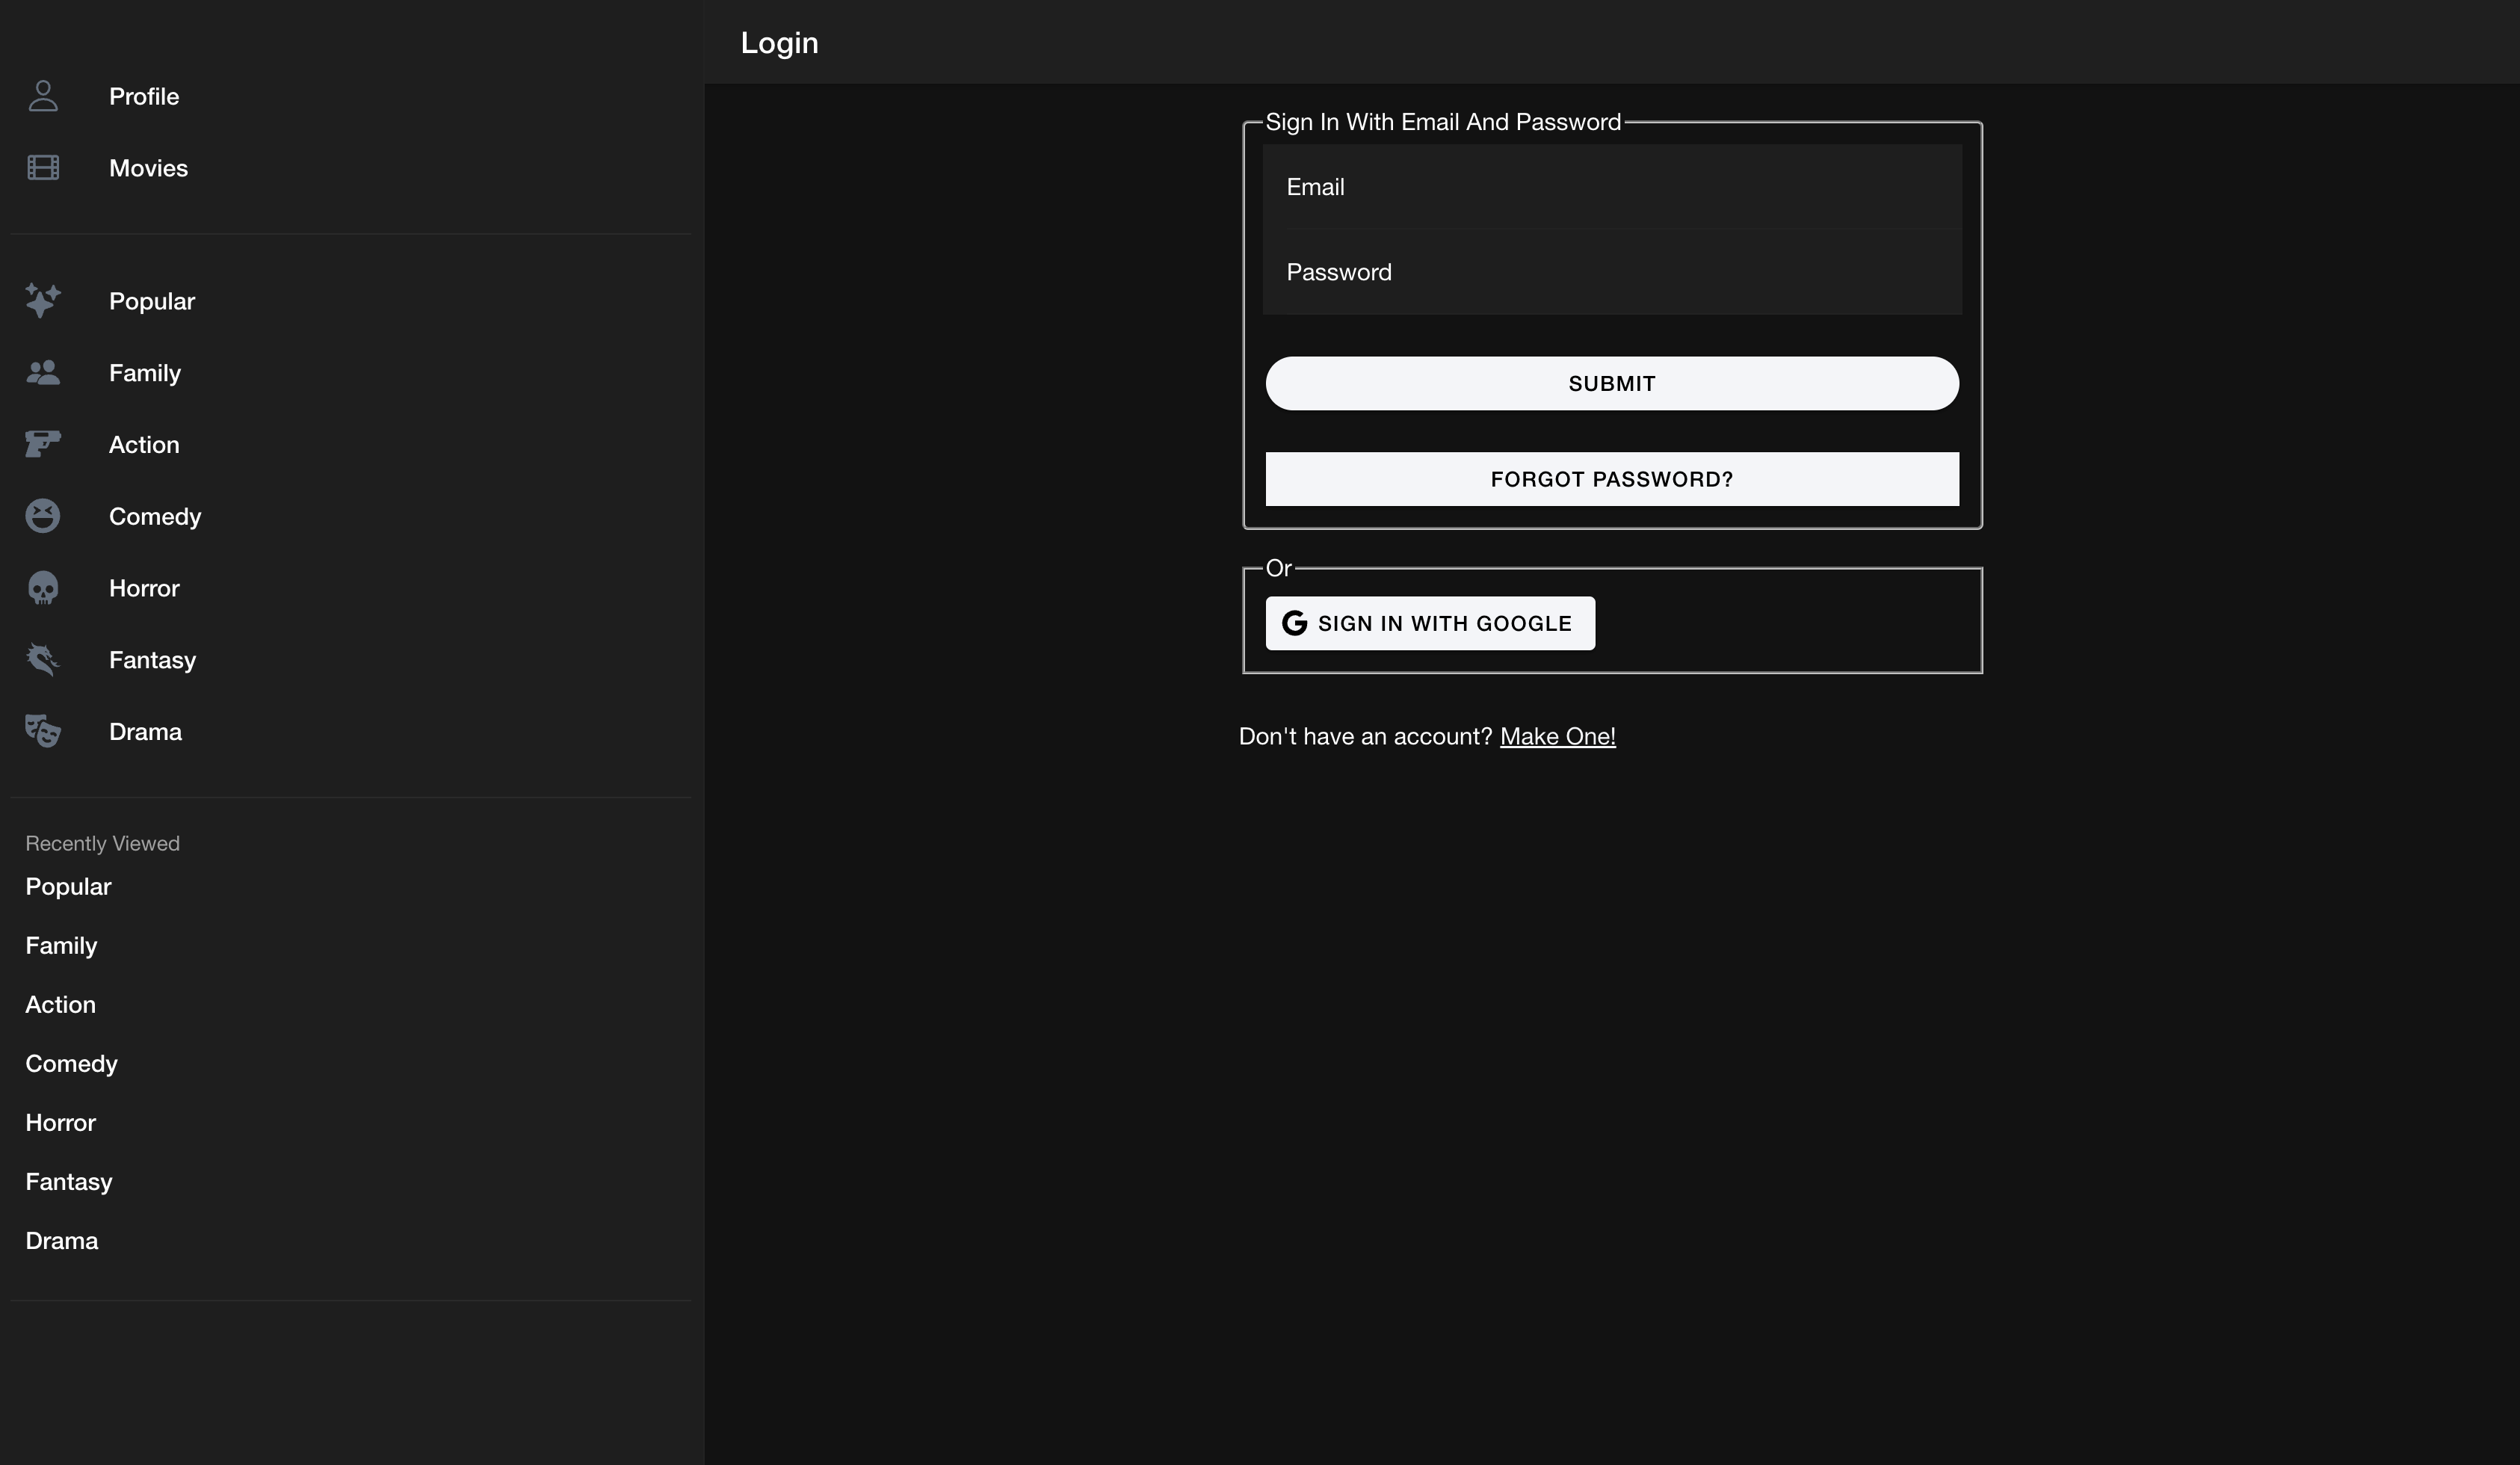 Profile
Movies
Popular
Family
Action
Comedy
Horror
Fantasy
Drama
Recently Viewed
Popular
Family
Action
Comedy
Horror
Fantasy
Drama
Login
Sign In With Email And Password
Email
Password
SUBMIT
FORGOT PASSWORD?
Or
SIGN IN WITH GOOGLE
Don't have an account? Make One!